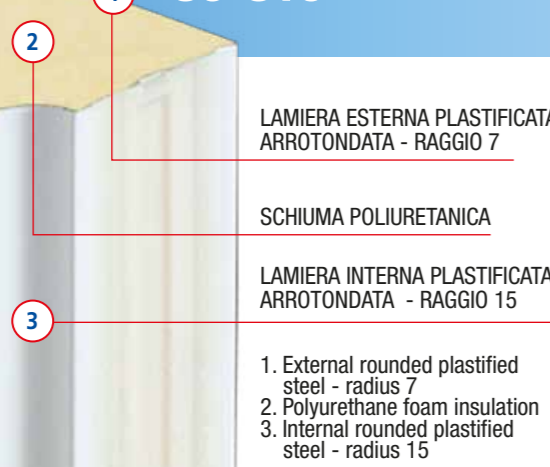 2
LAMIERA ESTERNA PLASTIFICATA
ARROTONDATA - RAGGIO 7
SCHIUMA POLIURETANICA
LAMIERA INTERNA PLASTIFICATA
ARROTONDATA - RAGGIO 15
3
1. External rounded plastified
steel - radius 7
2. Polyurethane foam insulation
3. Internal rounded plastified
steel - radius 15